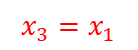 x₃ = x₁